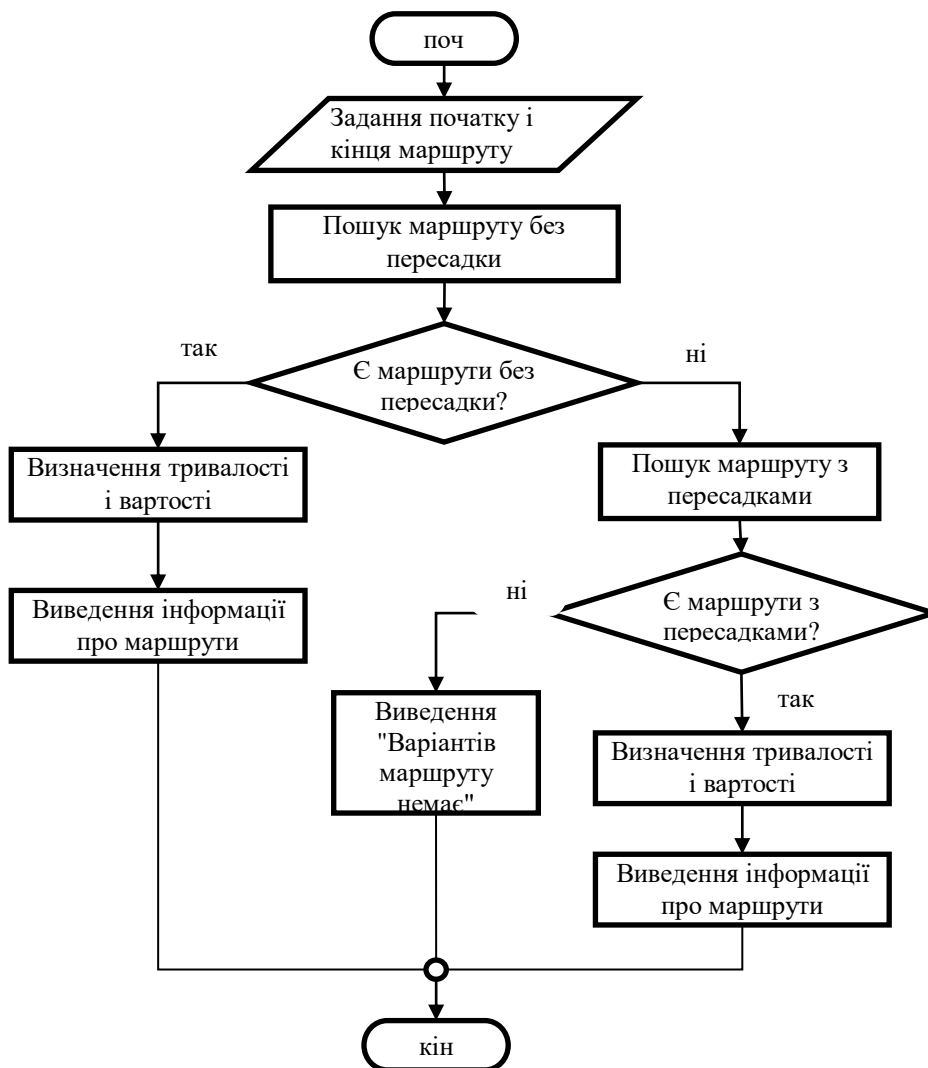 поч
Задання початку і
кінця маршруту
Пошук маршруту без
пересадки
так
ні
Є маршрути без
пересадки?
Визначення тривалості
і вартості
Пошук маршруту з
пересадками
Виведення інформації
про маршрути
ні
Є маршрути з
пересадками?
так
Виведення
"Варіантів
маршруту
немає"
Визначення тривалості
і вартості
Виведення інформації
про маршрути
кін